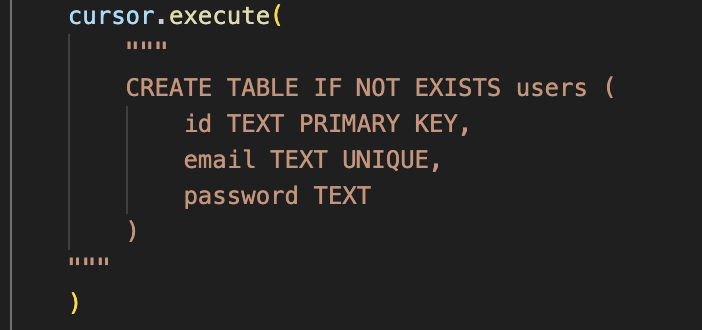 cursor.execute(
"""
CREATE TABLE IF NOT EXISTS users (
id TEXT PRIMARY KEY,
email TEXT UNIQUE,
password TEXT
)
"""
)